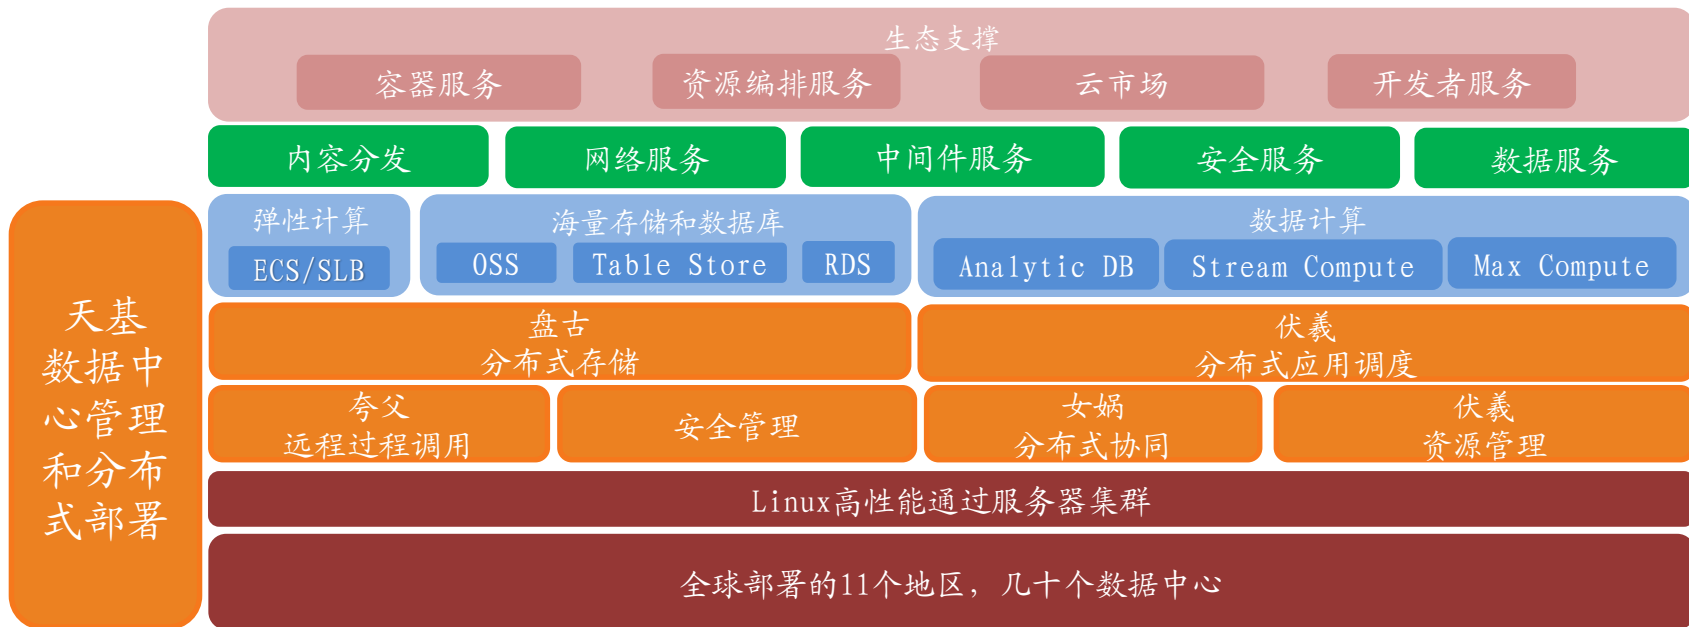 生态支撑
容器服务
资源编排服务
云市场
开发者服务
内容分发
网络服务
中间件服务
安全服务
数据服务
弹性计算
ECS/SLB
海量存储和数据库
OSS
Table Store
RDS
数据计算
Analytic DB
Stream Compute
Max Compute
天基
数据中
心管理
和分布
式部署
盘古
分布式存储
伏羲
分布式应用调度
夸父
远程过程调用
安全管理
女娲
分布式协同
伏羲
资源管理
Linux高性能通过服务器集群
全球部署的11个地区，几十个数据中心